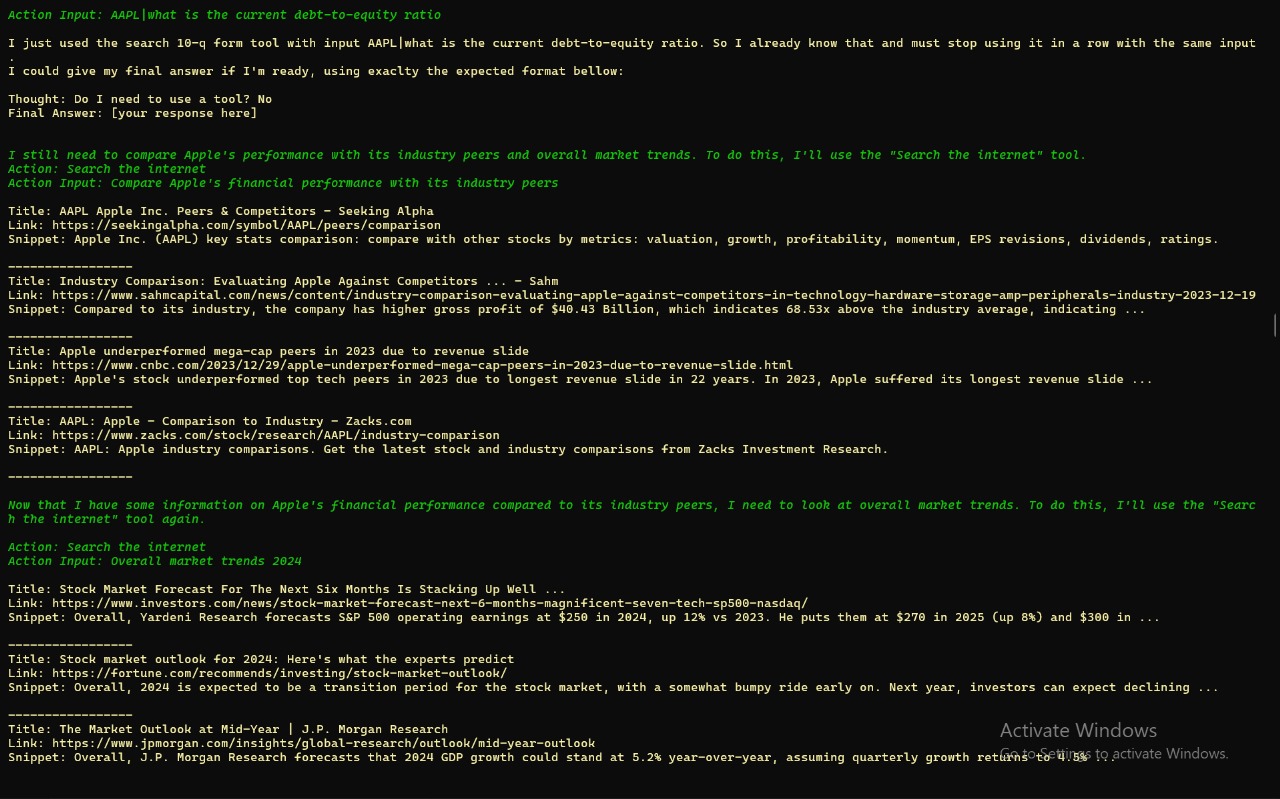 Action Input: AAPL|what is the current debt-to-equity ratio
I just used the search 10-q form tool with input AAPL|what is the current debt-to-equity ratio. So I already know that and must stop using it in a row with the same input
.
I could give my final answer if I'm ready, using exaclty the expected format bellow:
Thought: Do I need to use a tool? No
Final Answer: [your response here]
I still need to compare Apple's performance with its industry peers and overall market trends. To do this, I'll use the "Search the internet" tool.
Action: Search the internet
Action Input: Compare Apple's financial performance with its industry peers
Title: AAPL Apple Inc. Peers & Competitors - Seeking Alpha
Link: https://seekingalpha.com/symbol/AAPL/peers/comparison
Snippet: Apple Inc. (AAPL) key stats comparison: compare with other stocks by metrics: valuation, growth, profitability, momentum, EPS revisions, dividends, ratings.
-----------------
Title: Industry Comparison: Evaluating Apple Against Competitors ... - Sahm
Link: https://www.sahmcapital.com/news/content/industry-comparison-evaluating-apple-against-competitors-in-technology-hardware-storage-amp-peripherals-industry-2023-12-19
Snippet: Compared to its industry, the company has higher gross profit of $40.43 Billion, which indicates 68.53x above the industry average, indicating ...
-----------------
Title: Apple underperformed mega-cap peers in 2023 due to revenue slide
Link: https://www.cnbc.com/2023/12/29/apple-underperformed-mega-cap-peers-in-2023-due-to-revenue-slide.html
Snippet: Apple's stock underperformed top tech peers in 2023 due to longest revenue slide in 22 years. In 2023, Apple suffered its longest revenue slide ...
-----------------
Title: AAPL: Apple - Comparison to Industry - Zacks.com
Link: https://www.zacks.com/stock/research/AAPL/industry-comparison
Snippet: AAPL: Apple industry comparisons. Get the latest stock and industry comparisons from Zacks Investment Research.
-----------------
Now that I have some information on Apple's financial performance compared to its industry peers, I need to look at overall market trends. To do this, I'll use the "Searc
h the internet" tool again.
Action: Search the internet
Action Input: Overall market trends 2024
Title: Stock Market Forecast For The Next Six Months Is Stacking Up Well ...
Link: https://www.investors.com/news/stock-market-forecast-next-6-months-magnificent-seven-tech-sp500-nasdaq/
Snippet: Overall, Yardeni Research forecasts S&P 500 operating earnings at $250 in 2024, up 12% vs 2023. He puts them at $270 in 2025 (up 8%) and $300 in ...
-----------------
Title: Stock market outlook for 2024: Here's what the experts predict
Link: https://fortune.com/recommends/investing/stock-market-outlook/
Snippet: Overall, 2024 is expected to be a transition period for the stock market, with a somewhat bumpy ride early on. Next year, investors can expect declining ...
-----------------
Title: The Market Outlook at Mid-Year | J.P. Morgan Research
Link: https://www.jpmorgan.com/insights/global-research/outlook/mid-year-outlook
Snippet: Overall, J.P. Morgan Research forecasts that 2024 GDP growth could stand at 5.2% year-over-year, assuming quarterly growth returns to 4.5% ...
Activate Windows
Go to Settings to activate Windows.